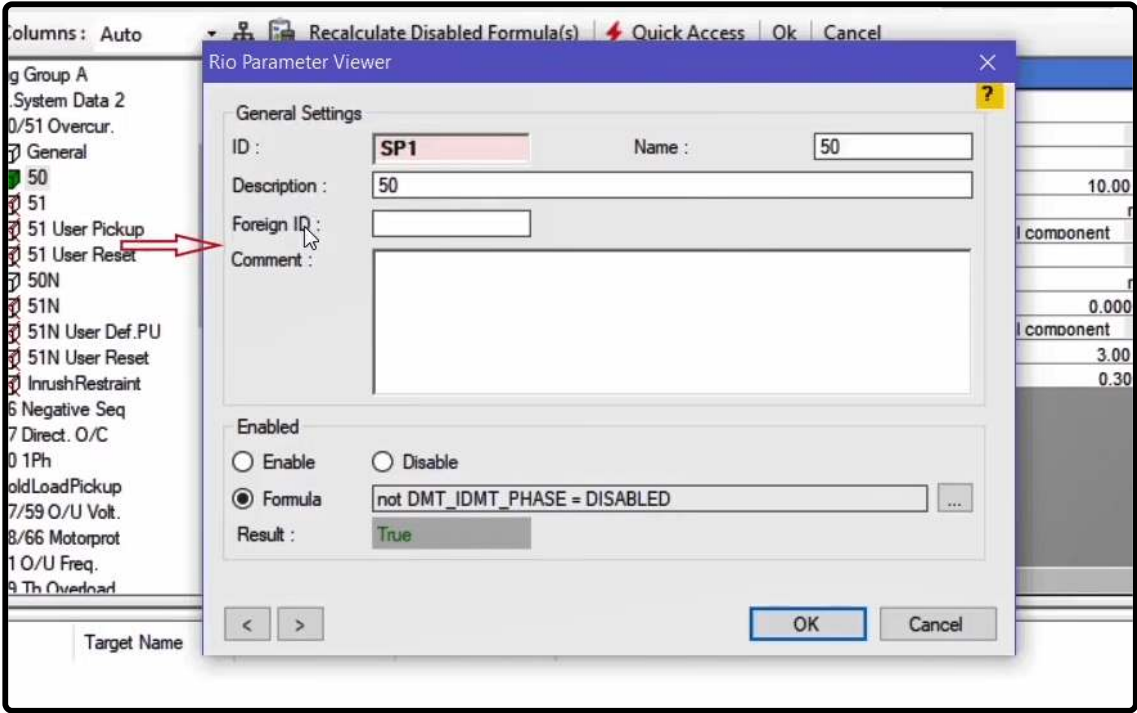 Columns: Auto Recalculate Disabled Formula(s) Quick Access Ok Cancel
g Group A
.System Data 2
0/51 Overcur.
General
50
51
51 User Pickup
51 User Reset
50N
51N
51N User Def.PU
51N User Reset
InrushRestraint
6 Negative Seq
7 Direct. O/C
0 1Ph
oldLoadPickup
7/59 O/U Volt.
8/66 Motorprot
1 O/U Freq.
9 Th Overload
Target Name
Rio Parameter Viewer
?
General Settings
ID : SP1 Name : 50
Description : 50
Foreign ID :
Comment :
Enabled
Enable Disable
Formula not DMT_IDMT_PHASE = DISABLED ...
Result : True
< > OK Cancel
10.00
l component
0.000
l component
3.00
0.30